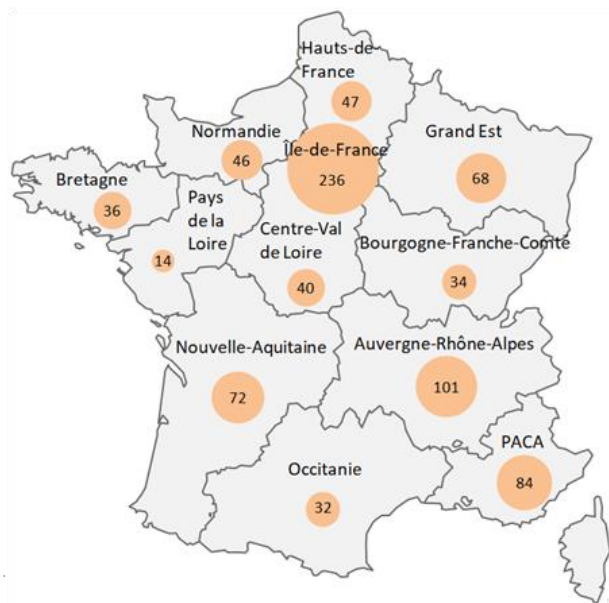 Hauts-de-
France
47
Normandie
46
Île-de-France
236
Grand Est
68
Bretagne
36
Pays
de la
Loire
14
Centre-Val
de Loire
40
Bourgogne-Franche-Comté
34
Nouvelle-Aquitaine
72
Auvergne-Rhône-Alpes
101
PACA
84
Occitanie
32